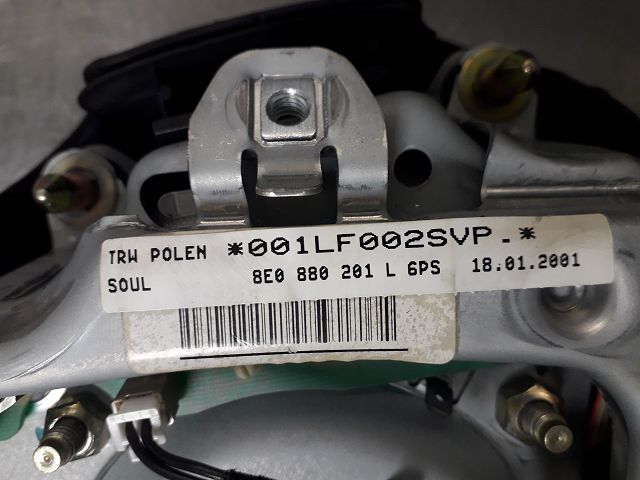 TRW POLEN *001LF002SVP.*
SOUL 8E0 880 201 L 6PS 18.01.2001